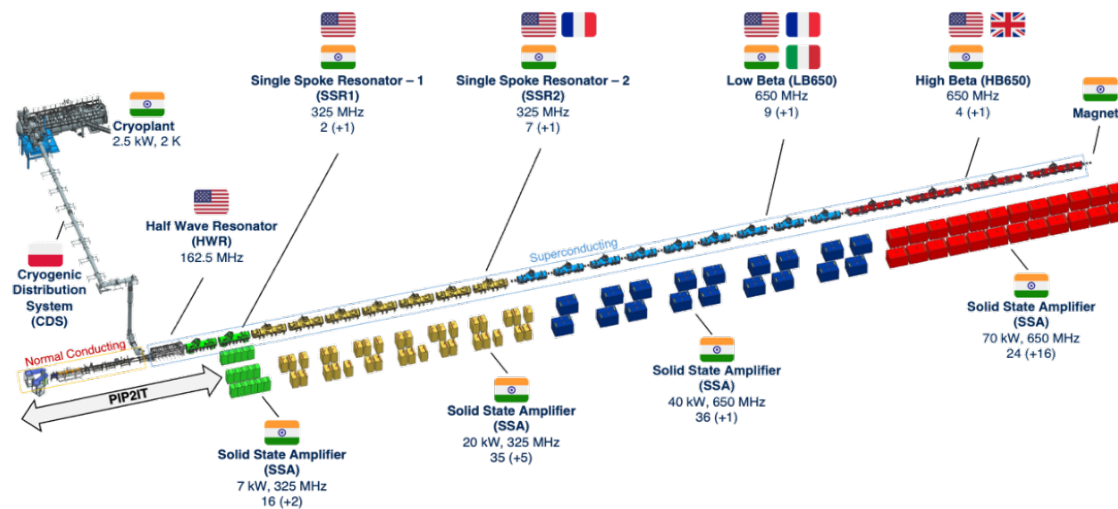 Single Spoke Resonator – 1
(SSR1)
325 MHz
2 (+1)
Single Spoke Resonator – 2
(SSR2)
325 MHz
7 (+1)
Low Beta (LB650)
650 MHz
9 (+1)
High Beta (HB650)
650 MHz
4 (+1)
Magnet
Cryoplant
2.5 kW, 2 K
Half Wave Resonator
(HWR)
162.5 MHz
Cryogenic
Distribution
System
(CDS)
Superconducting
Normal Conducting
PIP2IT
Solid State Amplifier
(SSA)
7 kW, 325 MHz
16 (+2)
Solid State Amplifier
(SSA)
20 kW, 325 MHz
35 (+5)
Solid State Amplifier
(SSA)
40 kW, 650 MHz
36 (+1)
Solid State Amplifier
(SSA)
70 kW, 650 MHz
24 (+16)